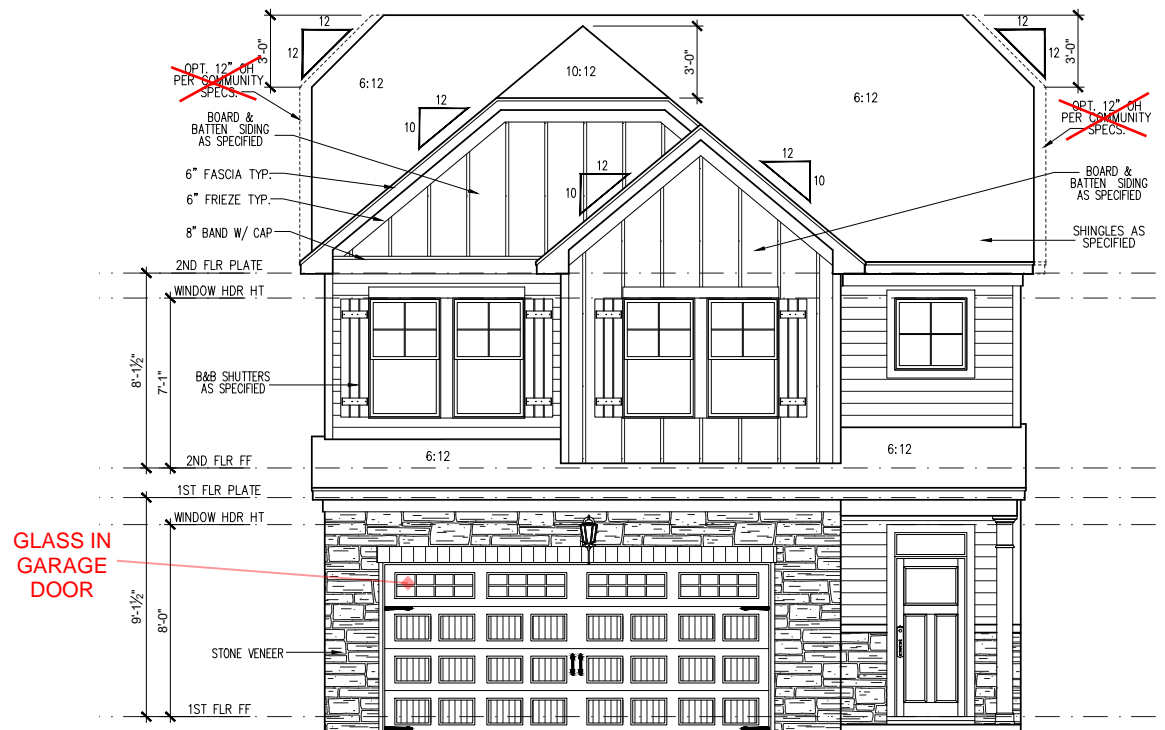 12
12
3'-0"
OPT. 12" OH
PER COMMUNITY
SPECS.
BOARD &
BATTEN SIDING
AS SPECIFIED
6" FASCIA TYP.
6" FRIEZE TYP.
8" BAND W/ CAP
6:12
12
10
10:12
3'-0"
12
10
6:12
12
10
12
12
3'-0"
OPT. 12" OH
PER COMMUNITY
SPECS.
BOARD &
BATTEN SIDING
AS SPECIFIED
SHINGLES AS
SPECIFIED
2ND FLR PLATE
WINDOW HDR HT
8'-1½"
7'-1"
B&B SHUTTERS
AS SPECIFIED
2ND FLR FF
6:12
6:12
1ST FLR PLATE
WINDOW HDR HT
GLASS IN
GARAGE
DOOR
9'-1½"
8'-0"
STONE VENEER
1ST FLR FF